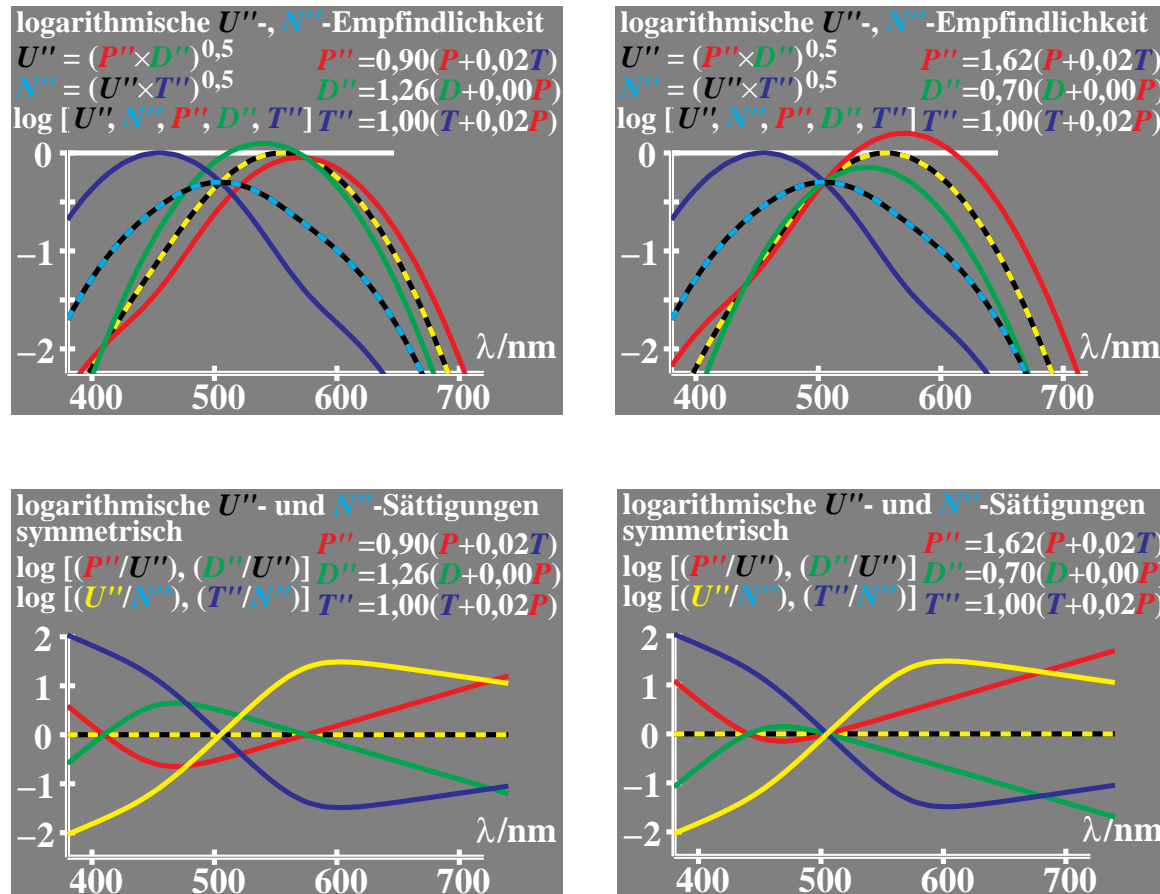 logarithmische U''-, N''-Empfindlichkeit
U'' = (P''×D'')^0,5 P''=0,90(P+0,02T)
N'' = (U''×T'')^0,5 D''=1,26(D+0,00P)
log [U'', N'', P'', D'', T''] T''=1,00(T+0,02P)
0
−1
−2
λ/nm
400 500 600 700
logarithmische U''-, N''-Empfindlichkeit
U'' = (P''×D'')^0,5 P''=1,62(P+0,02T)
N'' = (U''×T'')^0,5 D''=0,70(D+0,00P)
log [U'', N'', P'', D'', T''] T''=1,00(T+0,02P)
0
−1
−2
λ/nm
400 500 600 700
logarithmische U''- und N''-Sättigungen
symmetrisch P''=0,90(P+0,02T)
log [(P''/U''), (D''/U'')] D''=1,26(D+0,00P)
log [(U''/N''), (T''/N'')] T''=1,00(T+0,02P)
2
1
0
−1
−2
λ/nm
400 500 600 700
logarithmische U''- und N''-Sättigungen
symmetrisch P''=1,62(P+0,02T)
log [(P''/U''), (D''/U'')] D''=0,70(D+0,00P)
log [(U''/N''), (T''/N'')] T''=1,00(T+0,02P)
2
1
0
−1
−2
λ/nm
400 500 600 700